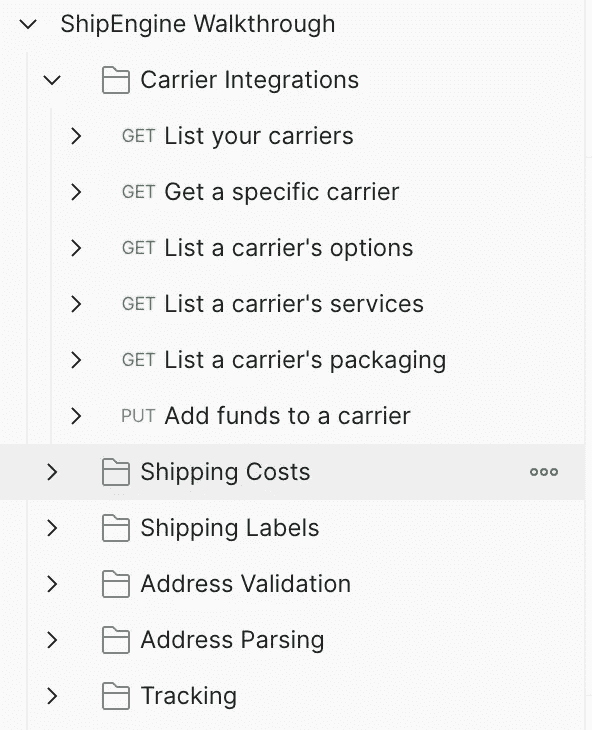 ShipEngine Walkthrough
Carrier Integrations
GET List your carriers
GET Get a specific carrier
GET List a carrier's options
GET List a carrier's services
GET List a carrier's packaging
PUT Add funds to a carrier
Shipping Costs
Shipping Labels
Address Validation
Address Parsing
Tracking